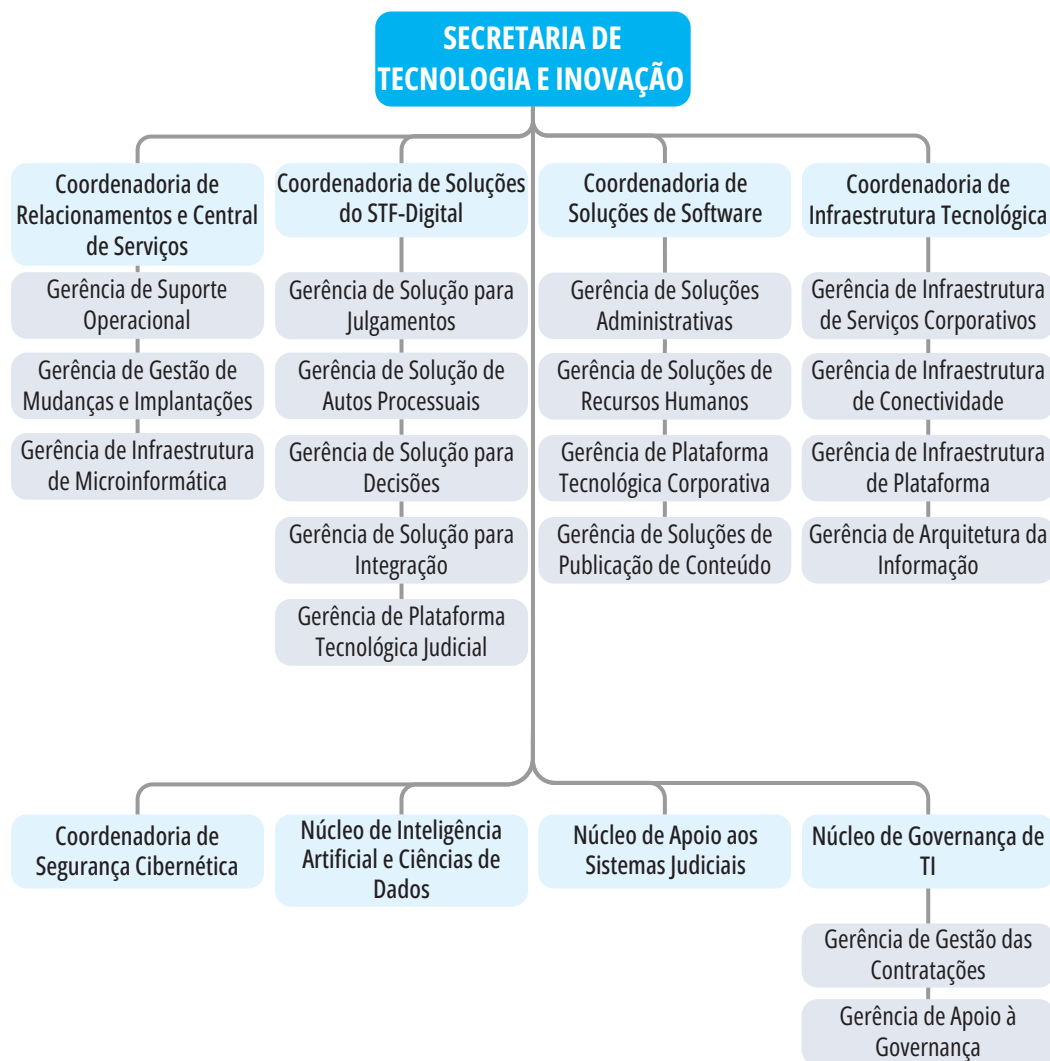 SECRETARIA DE
TECNOLOGIA E INOVAÇÃO
Coordenadoria de
Relacionamentos e Central
de Serviços
Gerência de Suporte
Operacional
Gerência de Gestão de
Mudanças e Implantações
Gerência de Infraestrutura
de Microinformática
Coordenadoria de Soluções
do STF-Digital
Gerência de Solução para
Julgamentos
Gerência de Solução de
Autos Processuais
Gerência de Solução para
Decisões
Gerência de Solução para
Integração
Gerência de Plataforma
Tecnológica Judicial
Coordenadoria de
Soluções de Software
Gerência de Soluções
Administrativas
Gerência de Soluções de
Recursos Humanos
Gerência de Plataforma
Tecnológica Corporativa
Gerência de Soluções de
Publicação de Conteúdo
Coordenadoria de
Infraestrutura Tecnológica
Gerência de Infraestrutura
de Serviços Corporativos
Gerência de Infraestrutura
de Conectividade
Gerência de Infraestrutura
de Plataforma
Gerência de Arquitetura da
Informação
Coordenadoria de
Segurança Cibernética
Núcleo de Inteligência
Artificial e Ciências de
Dados
Núcleo de Apoio aos
Sistemas Judiciais
Núcleo de Governança de
TI
Gerência de Gestão das
Contratações
Gerência de Apoio à
Governança